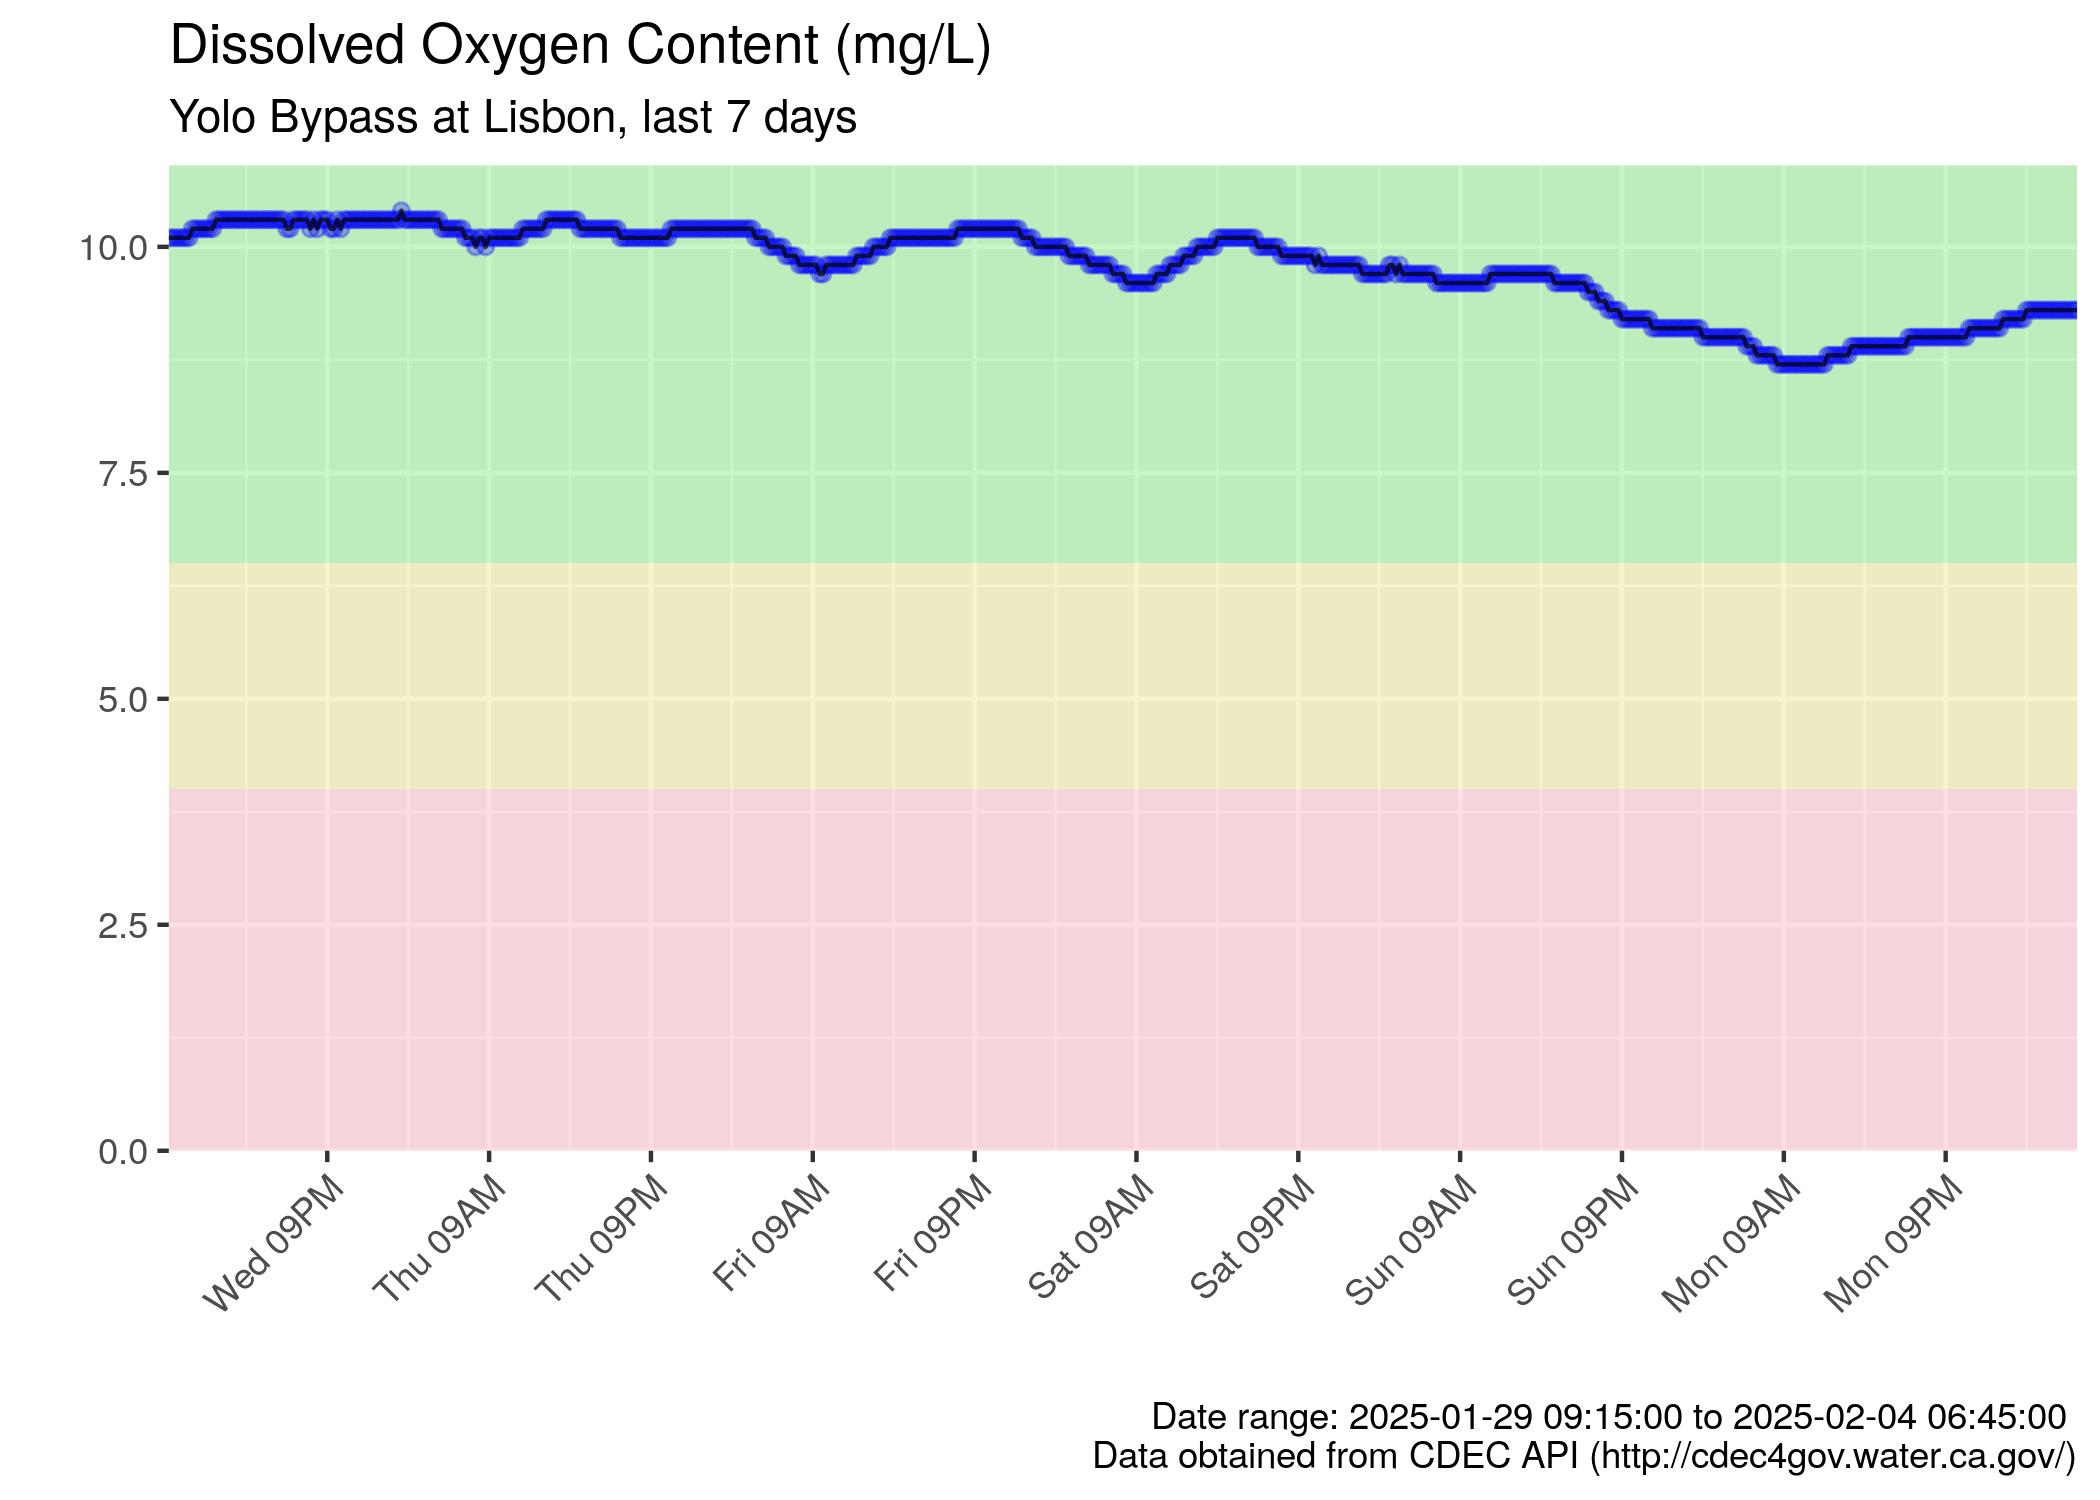 Dissolved Oxygen Content (mg/L)
Yolo Bypass at Lisbon, last 7 days
10.0
7.5
5.0
2.5
0.0
Wed 09PM
Thu 09AM
Thu 09PM
Fri 09AM
Fri 09PM
Sat 09AM
Sat 09PM
Sun 09AM
Sun 09PM
Mon 09AM
Mon 09PM
Date range: 2025-01-29 09:15:00 to 2025-02-04 06:45:00
Data obtained from CDEC API (http://cdec4gov.water.ca.gov/)